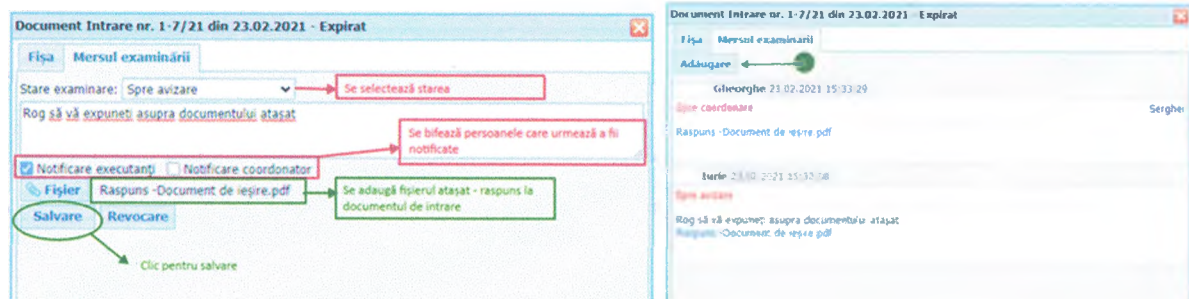 Document Intrare nr. 1-7/21 din 23.02.2021 - Expirat
Fișa Mersul examinării
Stare examinare: Spre avizare
Se selectează starea
Rog să vă expuneți asupra documentului atașat
Se bifează persoanele care urmează a fii
notificate
Notificare executanți Notificare coordonator
Fișier Raspuns -Document de ieșire.pdf
Se adaugă fișierul atașat - raspuns la
documentul de intrare
Salvare Revocare
Clic pentru salvare
Document Intrare nr. 1-7/21 din 23.02.2021 - Expirat
Fișa Mersul examinării
Adăugare
Gheorghe 23.02.2021 15:33:29
Spre coordonare
Serghei
Raspuns -Document de ieșire.pdf
Iurie
Spre avizare
Rog să vă expuneți asupra documentului atașat
-Document de ieșire.pdf